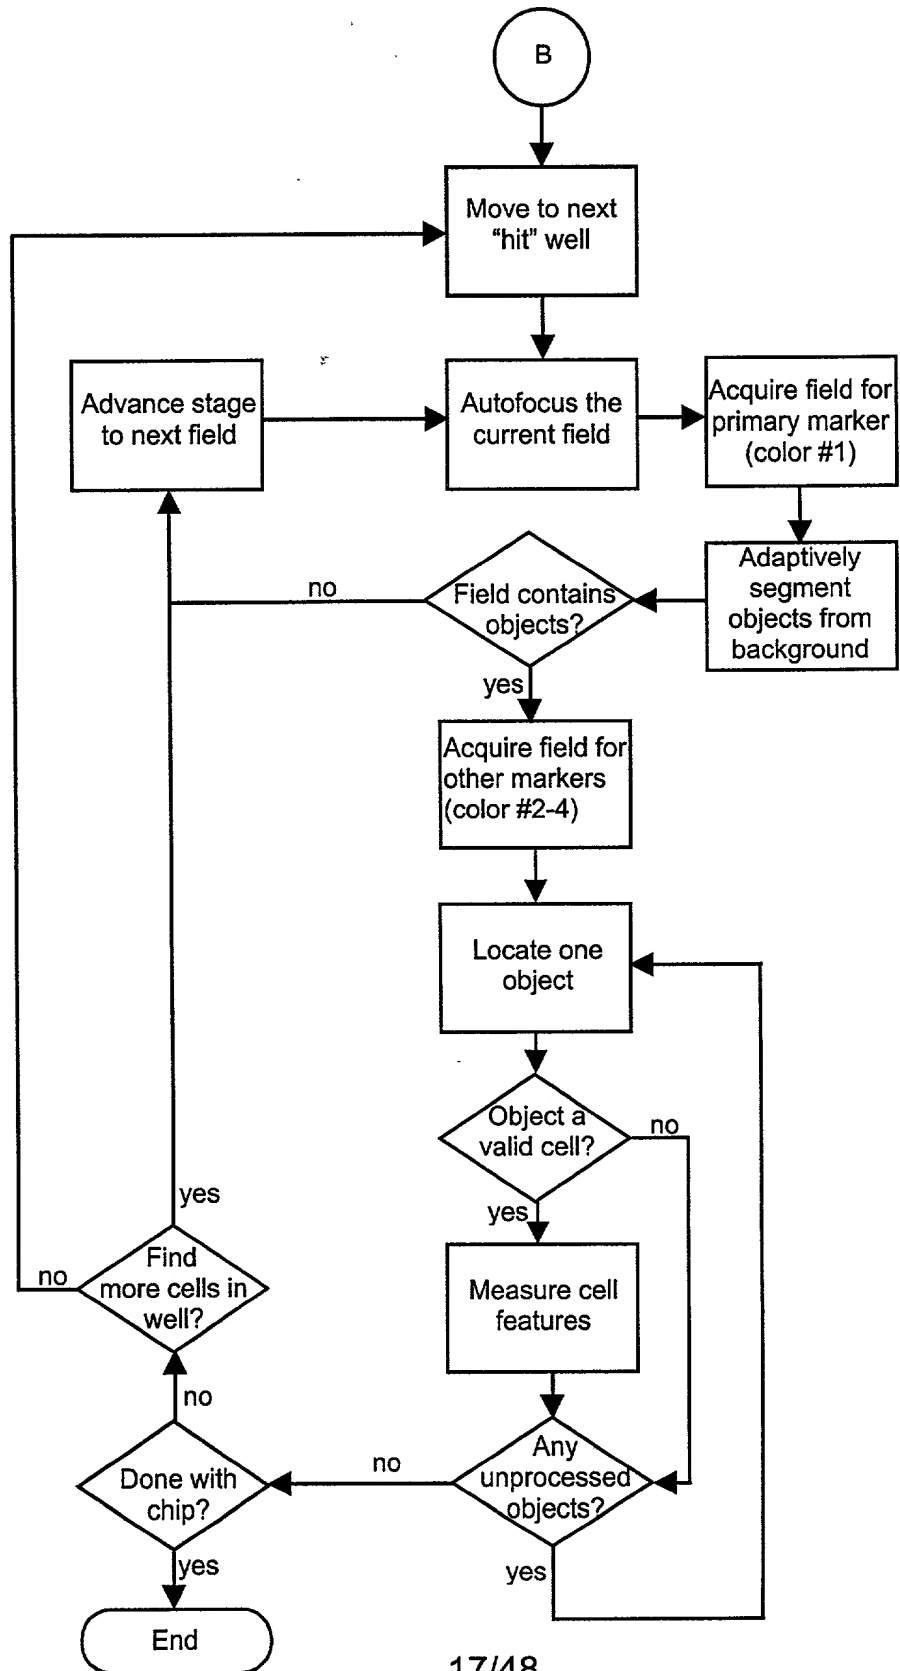 B
Move to next
“hit” well
Advance stage
to next field
Autofocus the
current field
Acquire field for
primary marker
(color #1)
Adaptively
segment
objects from
background
Field contains
objects?
no
yes
Acquire field for
other markers
(color #2-4)
Locate one
object
Object a
valid cell?
no
yes
Measure cell
features
Any
unprocessed
objects?
no
yes
Done with
chip?
no
yes
Find
more cells in
well?
yes
no
End
17/48